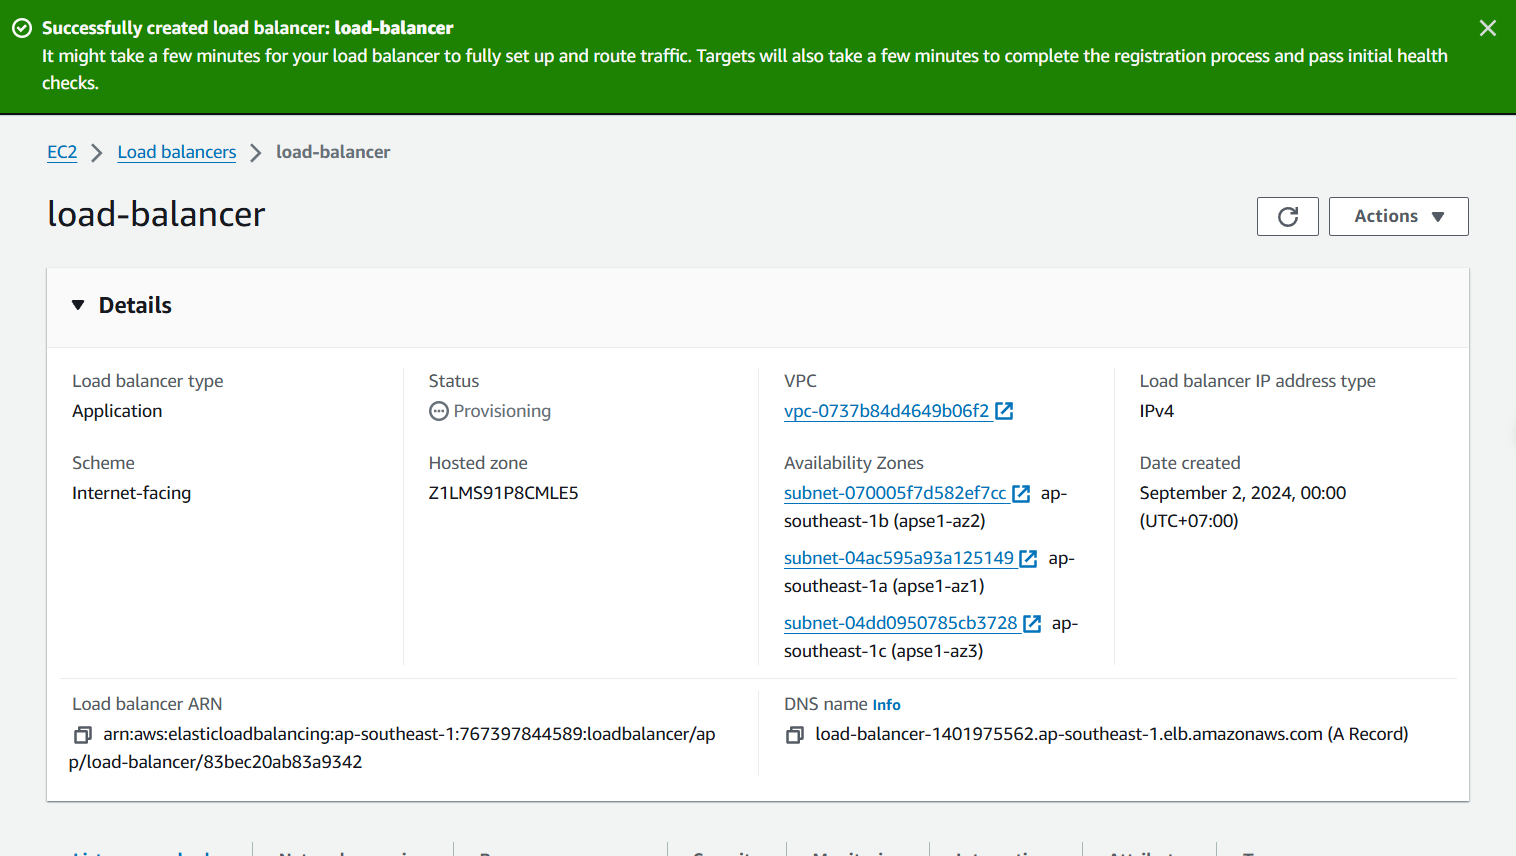 Successfully created load balancer: load-balancer
It might take a few minutes for your load balancer to fully set up and route traffic. Targets will also take a few minutes to complete the registration process and pass initial health
checks.
EC2 > Load balancers > load-balancer
load-balancer
Actions
Details
Load balancer type
Application
Scheme
Internet-facing
Status
Provisioning
Hosted zone
Z1LMS91P8CMLE5
VPC
vpc-0737b84d4649b06f2
Availability Zones
subnet-070005f7d582ef7cc ap-
southeast-1b (apse1-az2)
subnet-04ac595a93a125149 ap-
southeast-1a (apse1-az1)
subnet-04dd0950785cb3728 ap-
southeast-1c (apse1-az3)
Load balancer IP address type
IPv4
Date created
September 2, 2024, 00:00
(UTC+07:00)
Load balancer ARN
arn:aws:elasticloadbalancing:ap-southeast-1:767397844589:loadbalancer/ap
p/load-balancer/83bec20ab83a9342
DNS name Info
load-balancer-1401975562.ap-southeast-1.elb.amazonaws.com (A Record)